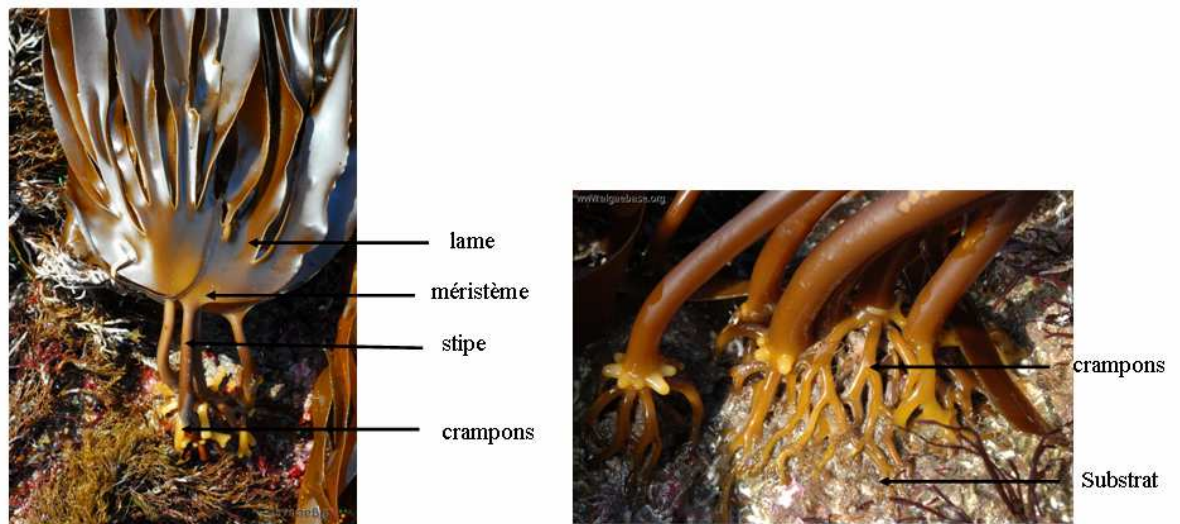 lame
méristème
stipe
crampons
www.algaebase.org
crampons
Substrat